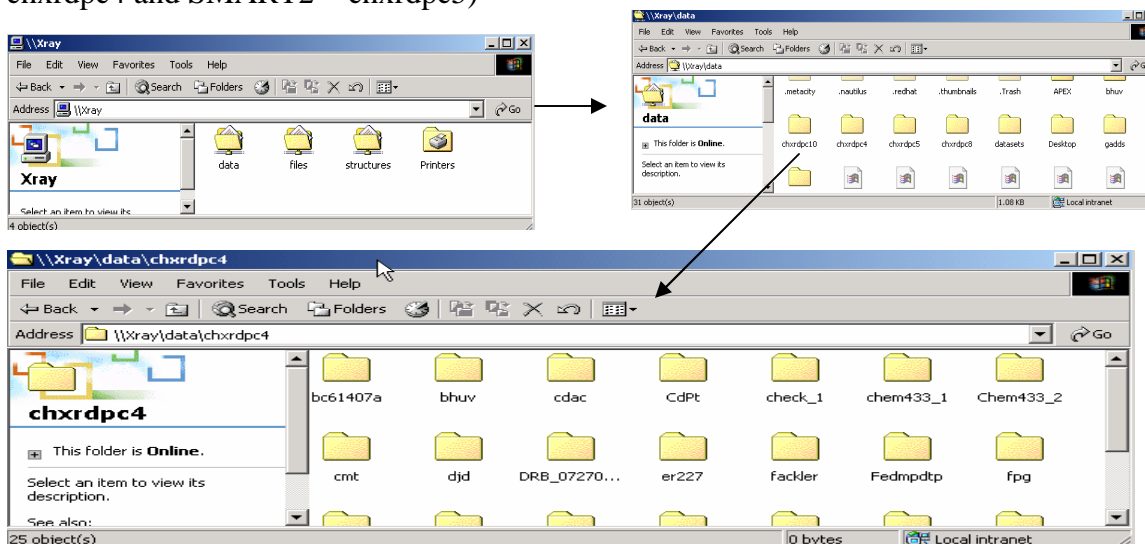 \\Xray
File Edit View Favorites Tools Help
Back Search Folders
Address \\Xray Go
data files structures Printers
Xray
Select an item to view its
4 object(s)
\\Xray\data
File Edit View Favorites Tools Help
Back Search Folders
Address \\Xray\data
.metacity .nautilus .redhat .thumbnails .Trash APEX bhuv
data
This folder is Online.
chxrdpc10 chxrdpc4 chxrdpc5 chxrdpc8 datasets Desktop gadds
Select an item to view its
description.
31 object(s) 1.08 KB Local intranet
\\Xray\data\chxrdpc4
File Edit View Favorites Tools Help
Back Search Folders
Address \\Xray\data\chxrdpc4 Go
bc61407a bhuv cdac CdPt check_1 chem433_1 Chem433_2
chxrdpc4
This folder is Online.
cmt djd DRB_07270... er227 fackler Fedmpdtp fpg
Select an item to view its
description.
See also:
25 object(s) 0 bytes Local intranet